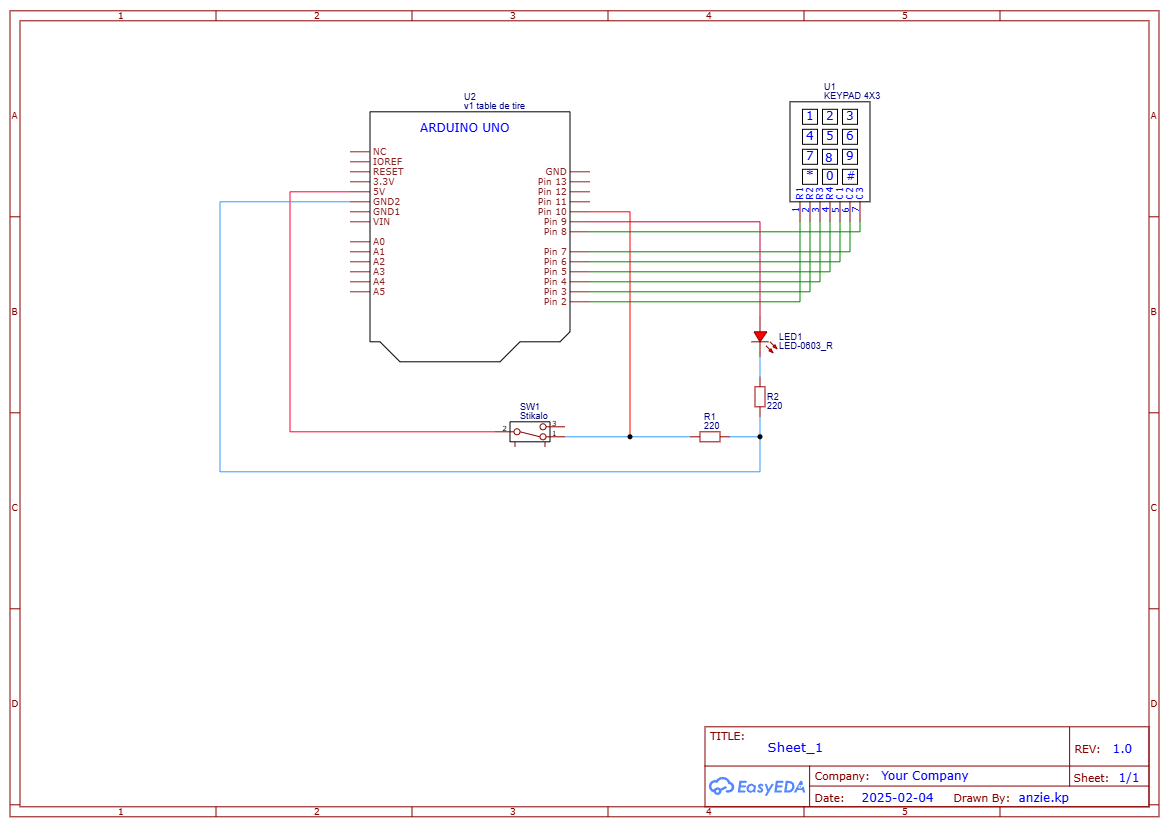 1 2 3 4 5
A A
B B
C C
D D
U2
v1 table de tire
ARDUINO UNO
NC
IOREF
RESET
3.3V
5V
GND2
GND1
VIN
A0
A1
A2
A3
A4
A5
GND
Pin 13
Pin 12
Pin 11
Pin 10
Pin 9
Pin 8
Pin 7
Pin 6
Pin 5
Pin 4
Pin 3
Pin 2
U1
KEYPAD 4X3
1 2 3
4 5 6
7 8 9
* 0 #
R1 R2 R3 R4 C1 C2 C3
1 2 3 4 5 6 7
LED1
LED-0603_R
R2
220
SW1
Stikalo
2
3
1
R1
220
TITLE:
Sheet_1
REV: 1.0
EasyEDA
Company: Your Company
Sheet: 1/1
Date: 2025-02-04 Drawn By: anzie.kp
1 2 3 4 5